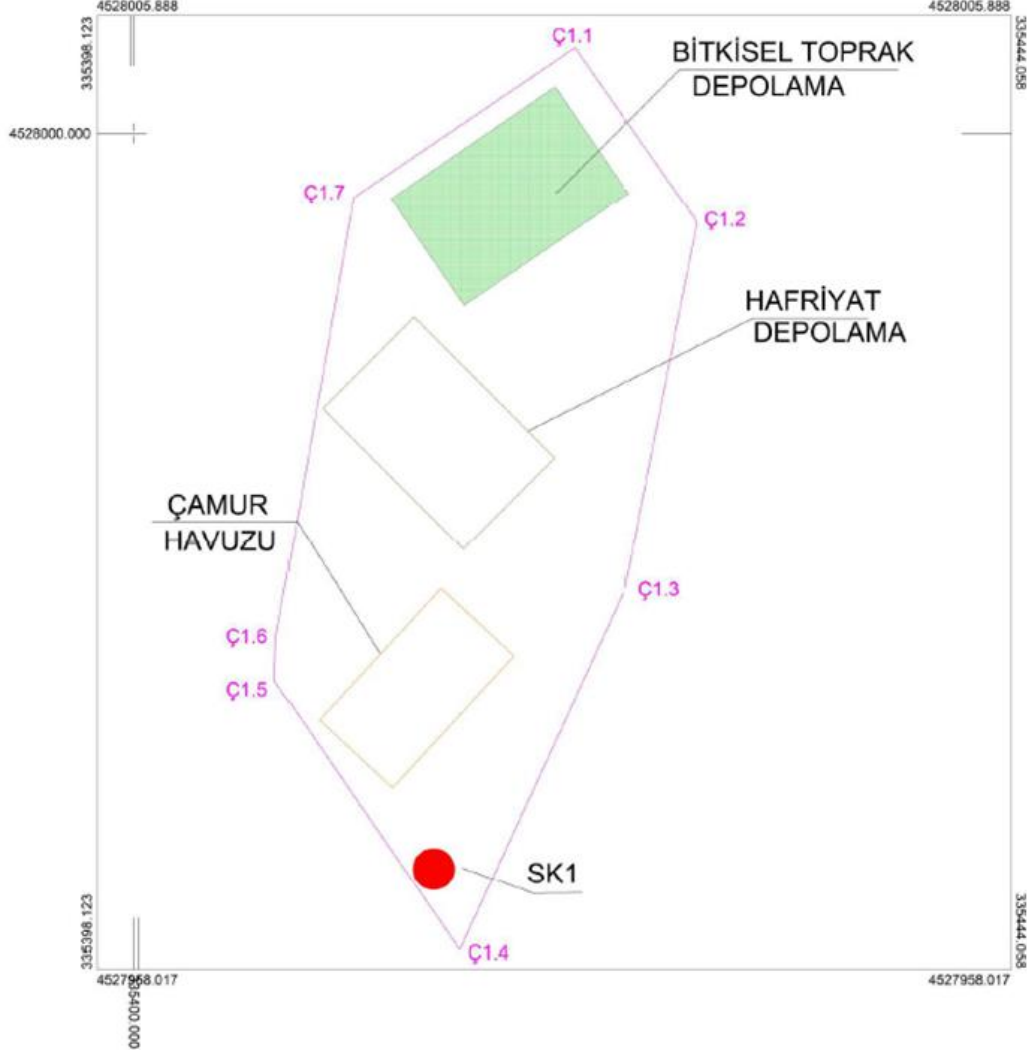 4528005.888
4528005.888
335398.123
335444.058
Ç1.1
BİTKİSEL TOPRAK
DEPOLAMA
4528000.000
Ç1.7
Ç1.2
HAFRİYAT
DEPOLAMA
ÇAMUR
HAVUZU
Ç1.3
Ç1.6
Ç1.5
SK1
335398.123
335444.058
Ç1.4
4527958.017
4527958.017
335400.000